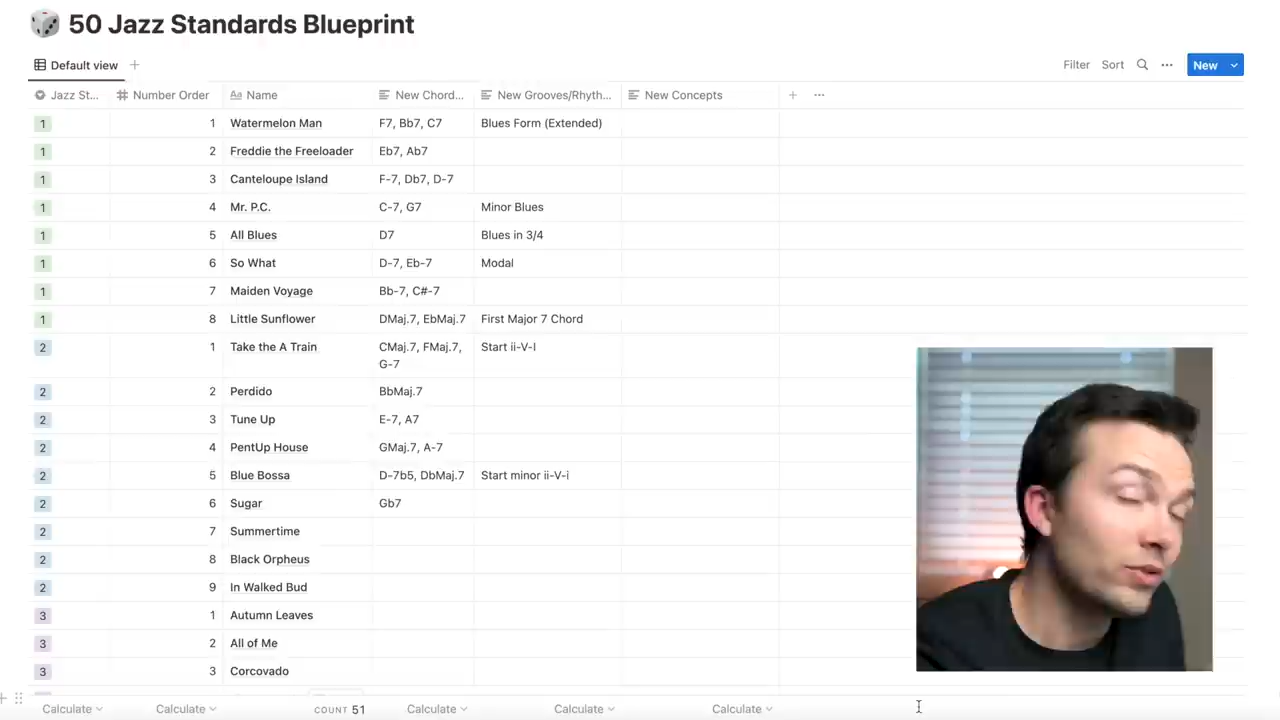 50 Jazz Standards Blueprint
Default view
Filter Sort New
Jazz St... Number Order Name New Chord... New Grooves/Rhyth... New Concepts
1 1 Watermelon Man F7, Bb7, C7 Blues Form (Extended)
1 2 Freddie the Freeloader Eb7, Ab7
1 3 Canteloupe Island F-7, Db7, D-7
1 4 Mr. P.C. C-7, G7 Minor Blues
1 5 All Blues D7 Blues in 3/4
1 6 So What D-7, Eb-7 Modal
1 7 Maiden Voyage Bb-7, C#-7
1 8 Little Sunflower DMaj.7, EbMaj.7 First Major 7 Chord
2 1 Take the A Train CMaj.7, FMaj.7, Start ii-V-I
G-7
2 2 Perdido BbMaj.7
2 3 Tune Up E-7, A7
2 4 PentUp House GMaj.7, A-7
2 5 Blue Bossa D-7b5, DbMaj.7 Start minor ii-V-i
2 6 Sugar Gb7
2 7 Summertime
2 8 Black Orpheus
2 9 In Walked Bud
3 1 Autumn Leaves
3 2 All of Me
3 3 Corcovado
Calculate Calculate COUNT 51 Calculate Calculate Calculate